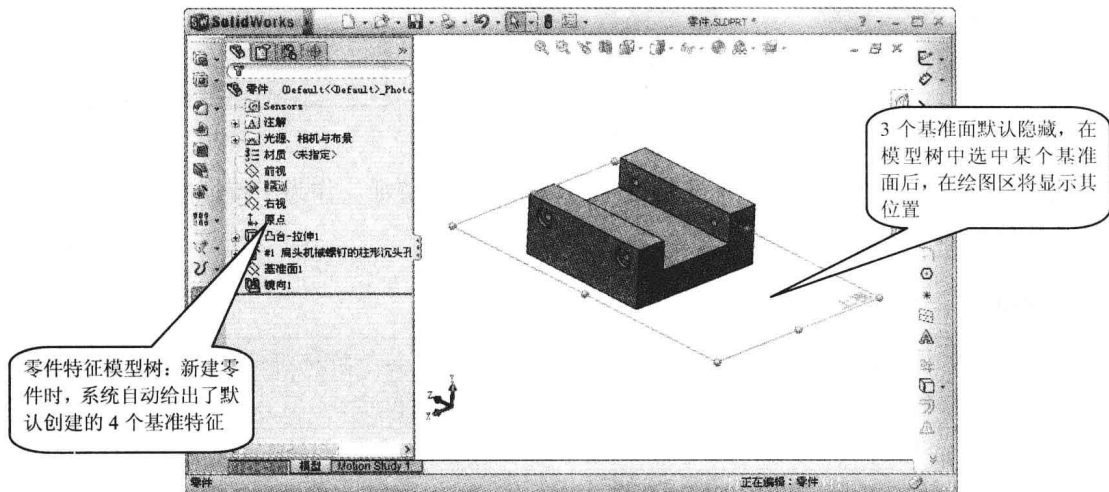 SolidWorks
零件.SLDPRT *
零件 (Default<<Default>_Photo
Sensors
注解
光源、相机与布景
材质 <未指定>
前视
右视
原点
凸台-拉伸1
#1 扁头机械螺钉的柱形沉头孔
基准面1
镜向1
3 个基准面默认隐藏，在
模型树中选中某个基准
面后，在绘图区将显示其
位置
零件特征模型树：新建零
件时，系统自动给出了默
认创建的 4 个基准特征
模型
Motion Study 1
零件
正在编辑：零件